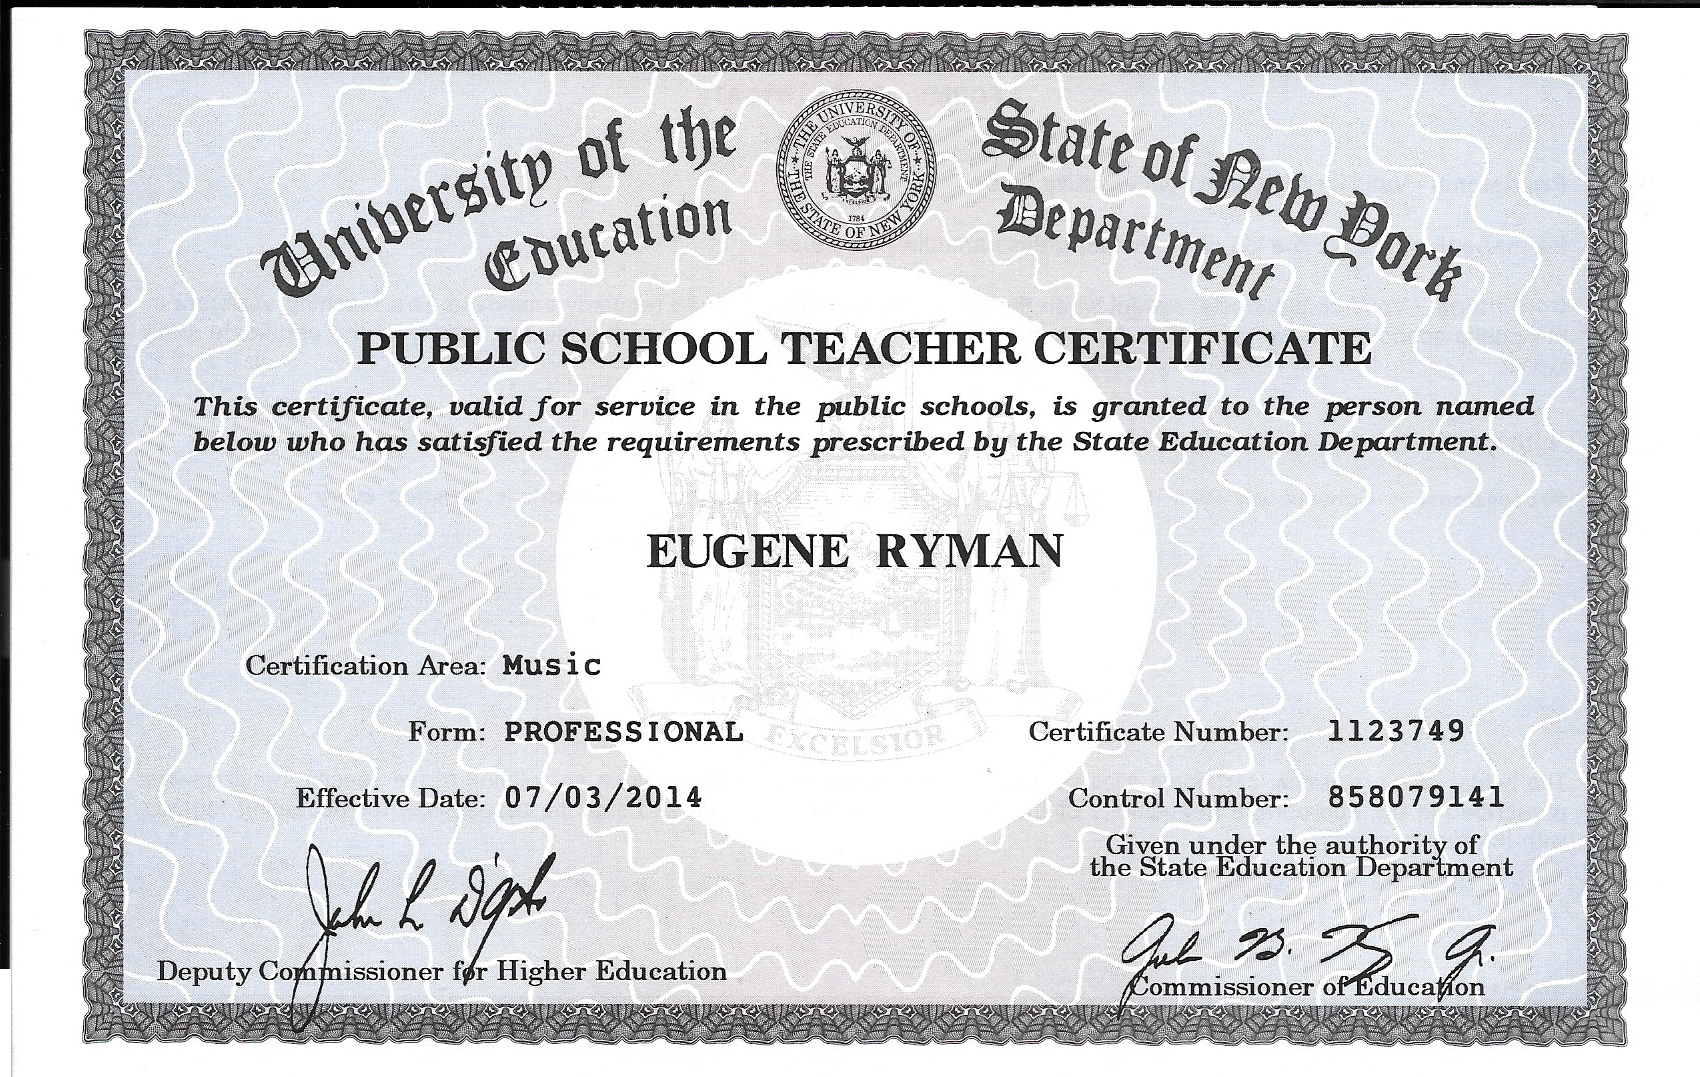 University of the State of New York
Education Department
THE UNIVERSITY OF THE STATE OF NEW YORK
THE STATE EDUCATION DEPARTMENT
1784
PUBLIC SCHOOL TEACHER CERTIFICATE
This certificate, valid for service in the public schools, is granted to the person named
below who has satisfied the requirements prescribed by the State Education Department.
EUGENE RYMAN
Certification Area: Music
Form: PROFESSIONAL
Certificate Number: 1123749
EXCELSIOR
Effective Date: 07/03/2014
Control Number: 858079141
Given under the authority of
the State Education Department
John B. King Jr.
Deputy Commissioner for Higher Education
Commissioner of Education